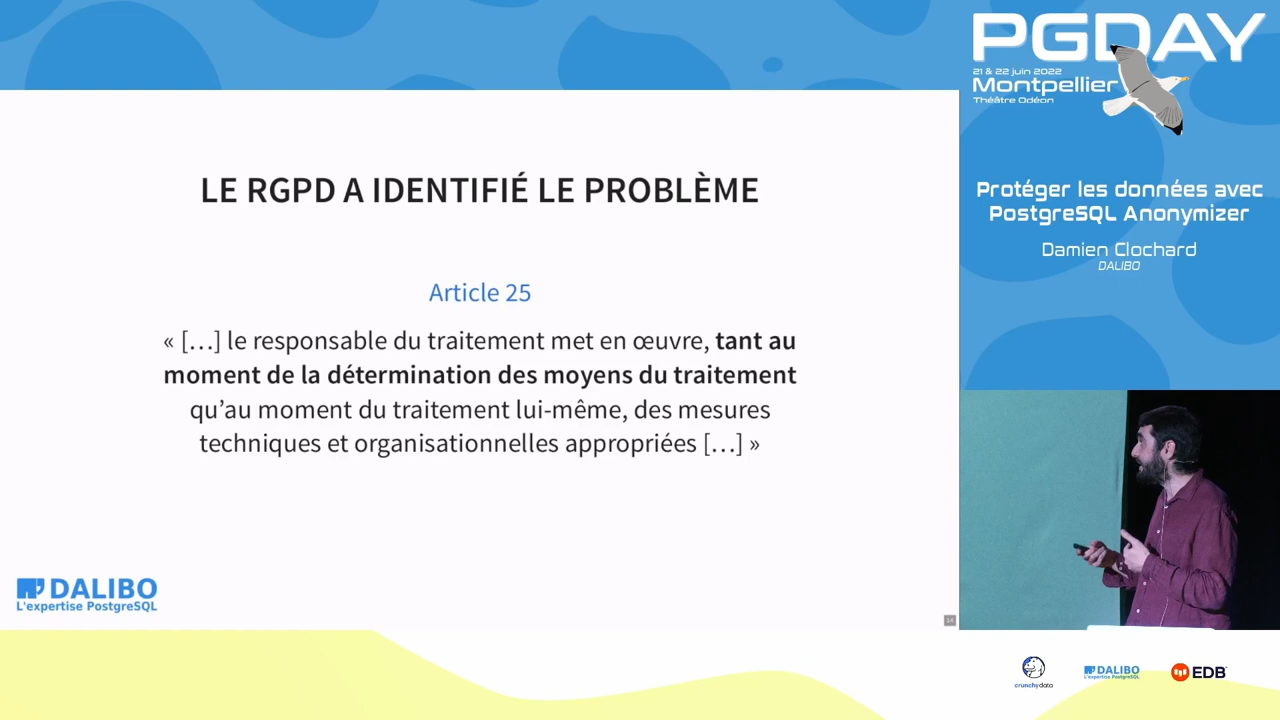 LE RGPD A IDENTIFIÉ LE PROBLÈME
Article 25
« […] le responsable du traitement met en œuvre, tant au
moment de la détermination des moyens du traitement
qu’au moment du traitement lui-même, des mesures
techniques et organisationnelles appropriées […] »
DALIBO
L'expertise PostgreSQL
PGDAY
21 & 22 juin 2022
Montpellier
Théâtre Odéon
Protéger les données avec
PostgreSQL Anonymizer
Damien Clochard
DALIBO
crunchydata
DALIBO
L'expertise PostgreSQL
EDB